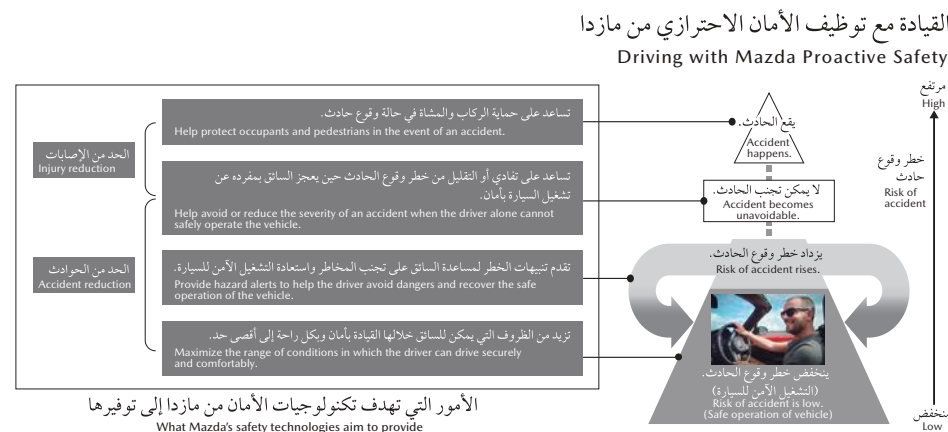 القيادة مع توظيف الأمان الاحترازي من مازدا
Driving with Mazda Proactive Safety
تساعد على حماية الركاب والمشاة في حالة وقوع حادث.
Help protect occupants and pedestrians in the event of an accident.
الحد من الإصابات
Injury reduction
تساعد على تفادي أو التقليل من خطر وقوع الحادث حين يعجز السائق بمفرده عن
تشغيل السيارة بأمان.
Help avoid or reduce the severity of an accident when the driver alone cannot
safely operate the vehicle.
الحد من الحوادث
Accident reduction
تقدم تنبيهات الخطر لمساعدة السائق على تجنب المخاطر واستعادة التشغيل الآمن للسيارة.
Provide hazard alerts to help the driver avoid dangers and recover the safe
operation of the vehicle.
تزيد من الظروف التي يمكن للسائق خلالها القيادة بأمان وبكل راحة إلى أقصى حد.
Maximize the range of conditions in which the driver can drive securely
and comfortably.
الأمور التي تهدف تكنولوجيات الأمان من مازدا إلى توفيرها
What Mazda's safety technologies aim to provide
يقع الحادث.
Accident
happens.
لا يمكن تجنب الحادث.
Accident becomes
unavoidable.
يزداد خطر وقوع الحادث.
Risk of accident rises.
ينخفض خطر وقوع الحادث.
(التشغيل الآمن للسيارة)
Risk of accident is low.
(Safe operation of vehicle)
مرتفع
High
خطر وقوع
حادث
Risk of
accident
منخفض
Low